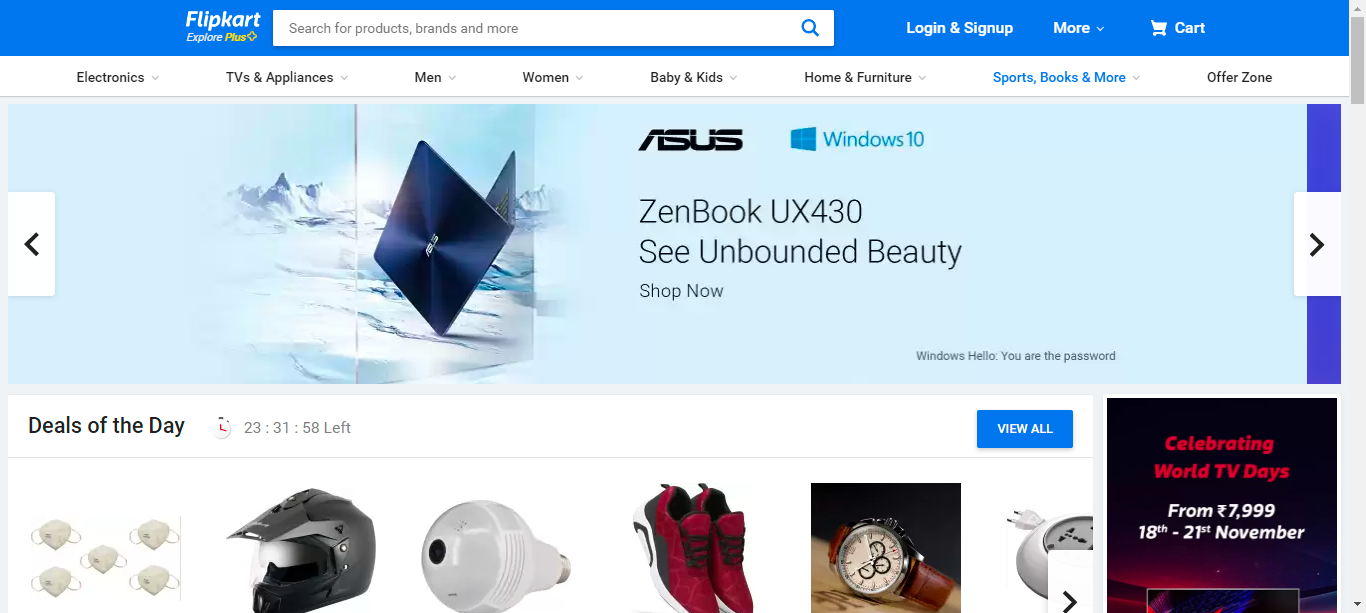 Flipkart
Explore Plus
Search for products, brands and more
Login & Signup
More
Cart
Electronics
TVs & Appliances
Men
Women
Baby & Kids
Home & Furniture
Sports, Books & More
Offer Zone
ASUS
Windows 10
ZenBook UX430
See Unbounded Beauty
Shop Now
ASUS
Windows Hello: You are the password
Deals of the Day
23 : 31 : 58 Left
VIEW ALL
Celebrating
World TV Days
From ₹7,999
18th - 21st November